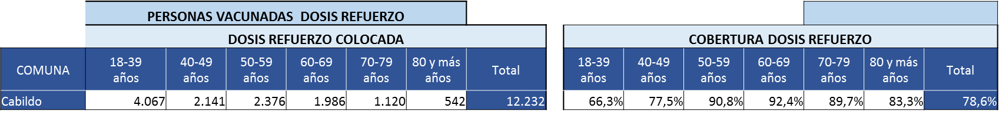 PERSONAS VACUNADAS DOSIS REFUERZO
DOSIS REFUERZO COLOCADA COBERTURA DOSIS REFUERZO
COMUNA 18-39 años 40-49 años 50-59 años 60-69 años 70-79 años 80 y más años Total 18-39 años 40-49 años 50-59 años 60-69 años 70-79 años 80 y más años Total
Cabildo 4.067 2.141 2.376 1.986 1.120 542 12.232 66,3% 77,5% 90,8% 92,4% 89,7% 83,3% 78,6%